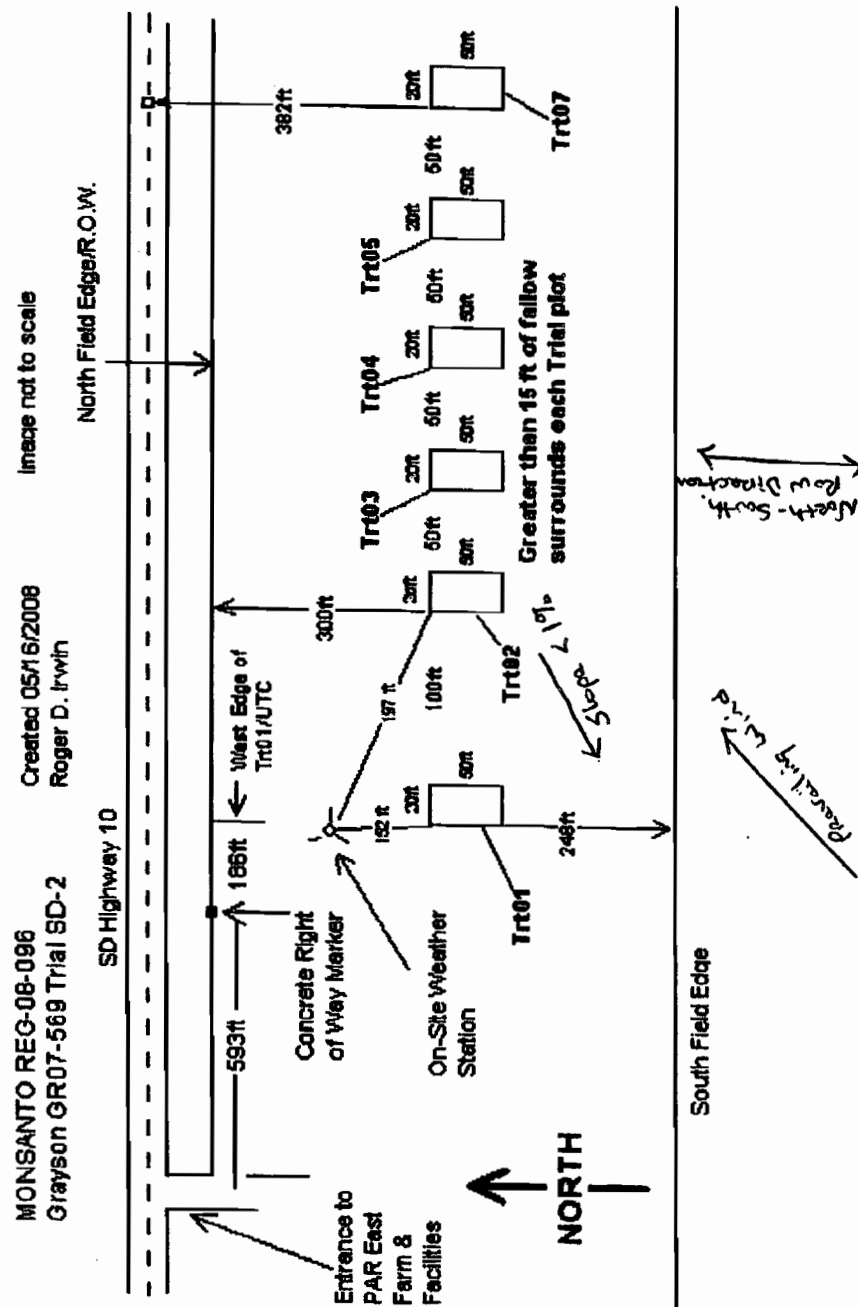 MONSANTO REG-08-096
Grayson GR07-569 Trial SD-2
Created 05/16/2008
Roger D. Irwin
Image not to scale
SD Highway 10
North Field Edge/R.O.W.
593ft
186ft
West Edge of
Trt01/UTC
300ft
382ft
Entrance to
PAR East
Farm &
Facilities
Concrete Right
of Way Marker
On-Site Weather
Station
152 ft
197 ft
20ft
50ft
Trt01
248ft
100ft
20ft
50ft
Trt02
50ft
Trt03
20ft
50ft
50ft
Trt04
20ft
50ft
50ft
Trt05
20ft
50ft
50ft
20ft
50ft
Trt07
Greater than 15 ft of fallow
surrounds each Trial plot
Slope
NORTH
South Field Edge
Prevailing Wind
North-South
Row Direction